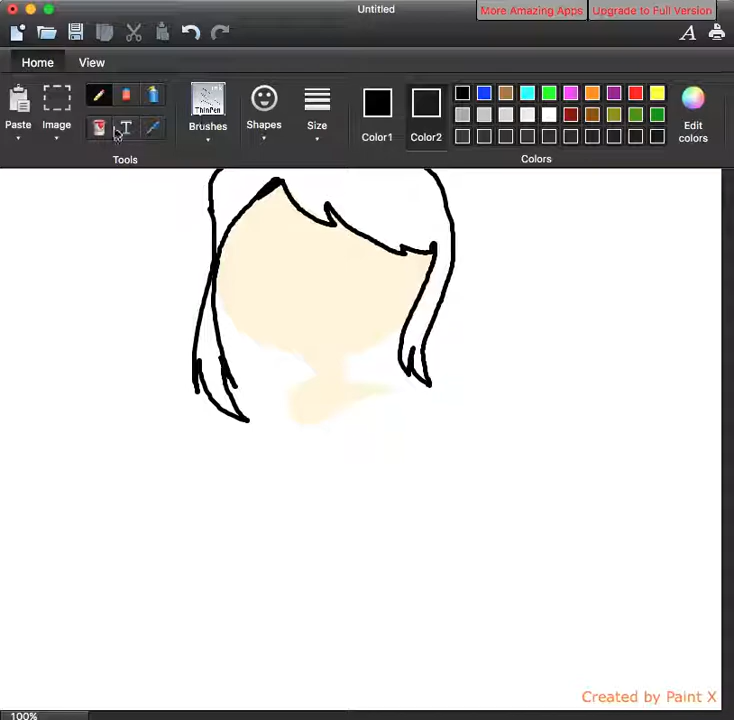 Untitled
More Amazing Apps
Upgrade to Full Version
Home
View
Paste
Image
Tools
ThinPen
Brushes
Shapes
Size
Color1
Color2
Colors
Edit
colors
Created by Paint X
100%